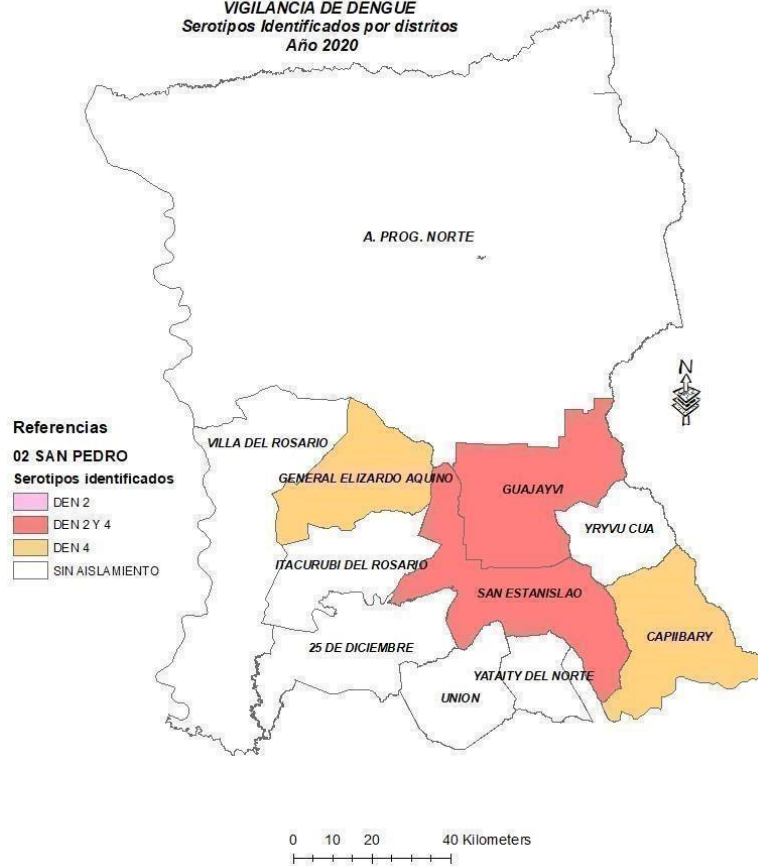 VIGILANCIA DE DENGUE
Serotipos Identificados por distritos
Año 2020
A. PROG. NORTE
N
VILLA DEL ROSARIO
GENERAL ELIZARDO AQUINO
GUAJAYVI
YRYVU CUA
ITACURUBI DEL ROSARIO
SAN ESTANISLAO
CAPIIBARY
25 DE DICIEMBRE
YATAITY DEL NORTE
UNION
Referencias
02 SAN PEDRO
Serotipos identificados
DEN 2
DEN 2 Y 4
DEN 4
SIN AISLAMIENTO
0 10 20 40 Kilometers